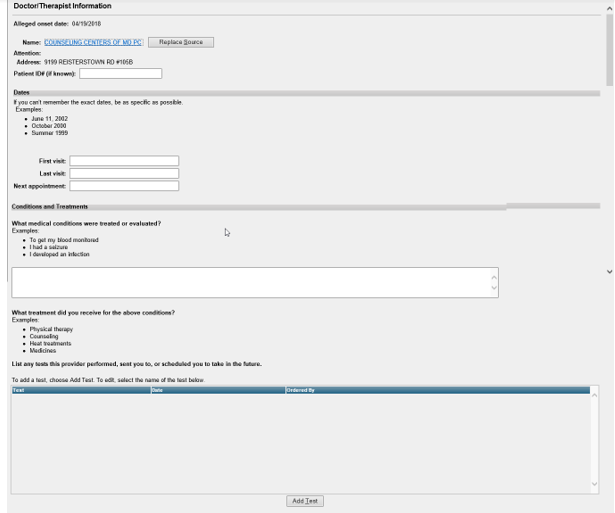 Doctor/Therapist Information
Alleged onset date: 04/19/2018
Name: COUNSELING CENTERS OF MD PC Replace Source
Attention:
Address: 9199 REISTERSTOWN RD #105B
Patient ID# (if known):
Dates
If you can't remember the exact dates, be as specific as possible.
Examples:
• June 11, 2002
• October 2000
• Summer 1999
First visit:
Last visit:
Next appointment:
Conditions and Treatments
What medical conditions were treated or evaluated?
Examples:
• To get my blood monitored
• I had a seizure
• I developed an infection
What treatment did you receive for the above conditions?
Examples:
• Physical therapy
• Counseling
• Heat treatments
• Medicines
List any tests this provider performed, sent you to, or scheduled you to take in the future.
To add a test, choose Add Test. To edit, select the name of the test below.
Test Date Ordered By
Add Test